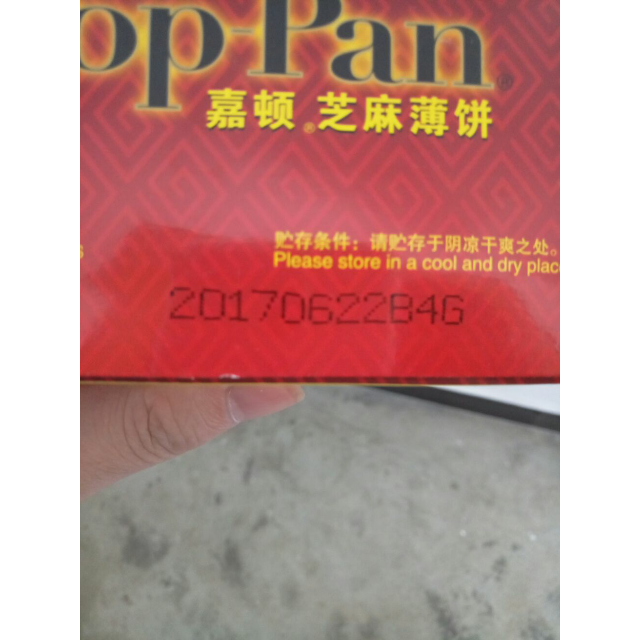 op-Pan®
嘉顿®芝麻薄饼
贮存条件：请贮存于阴凉干爽之处。
Please store in a cool and dry place
20170622B4G